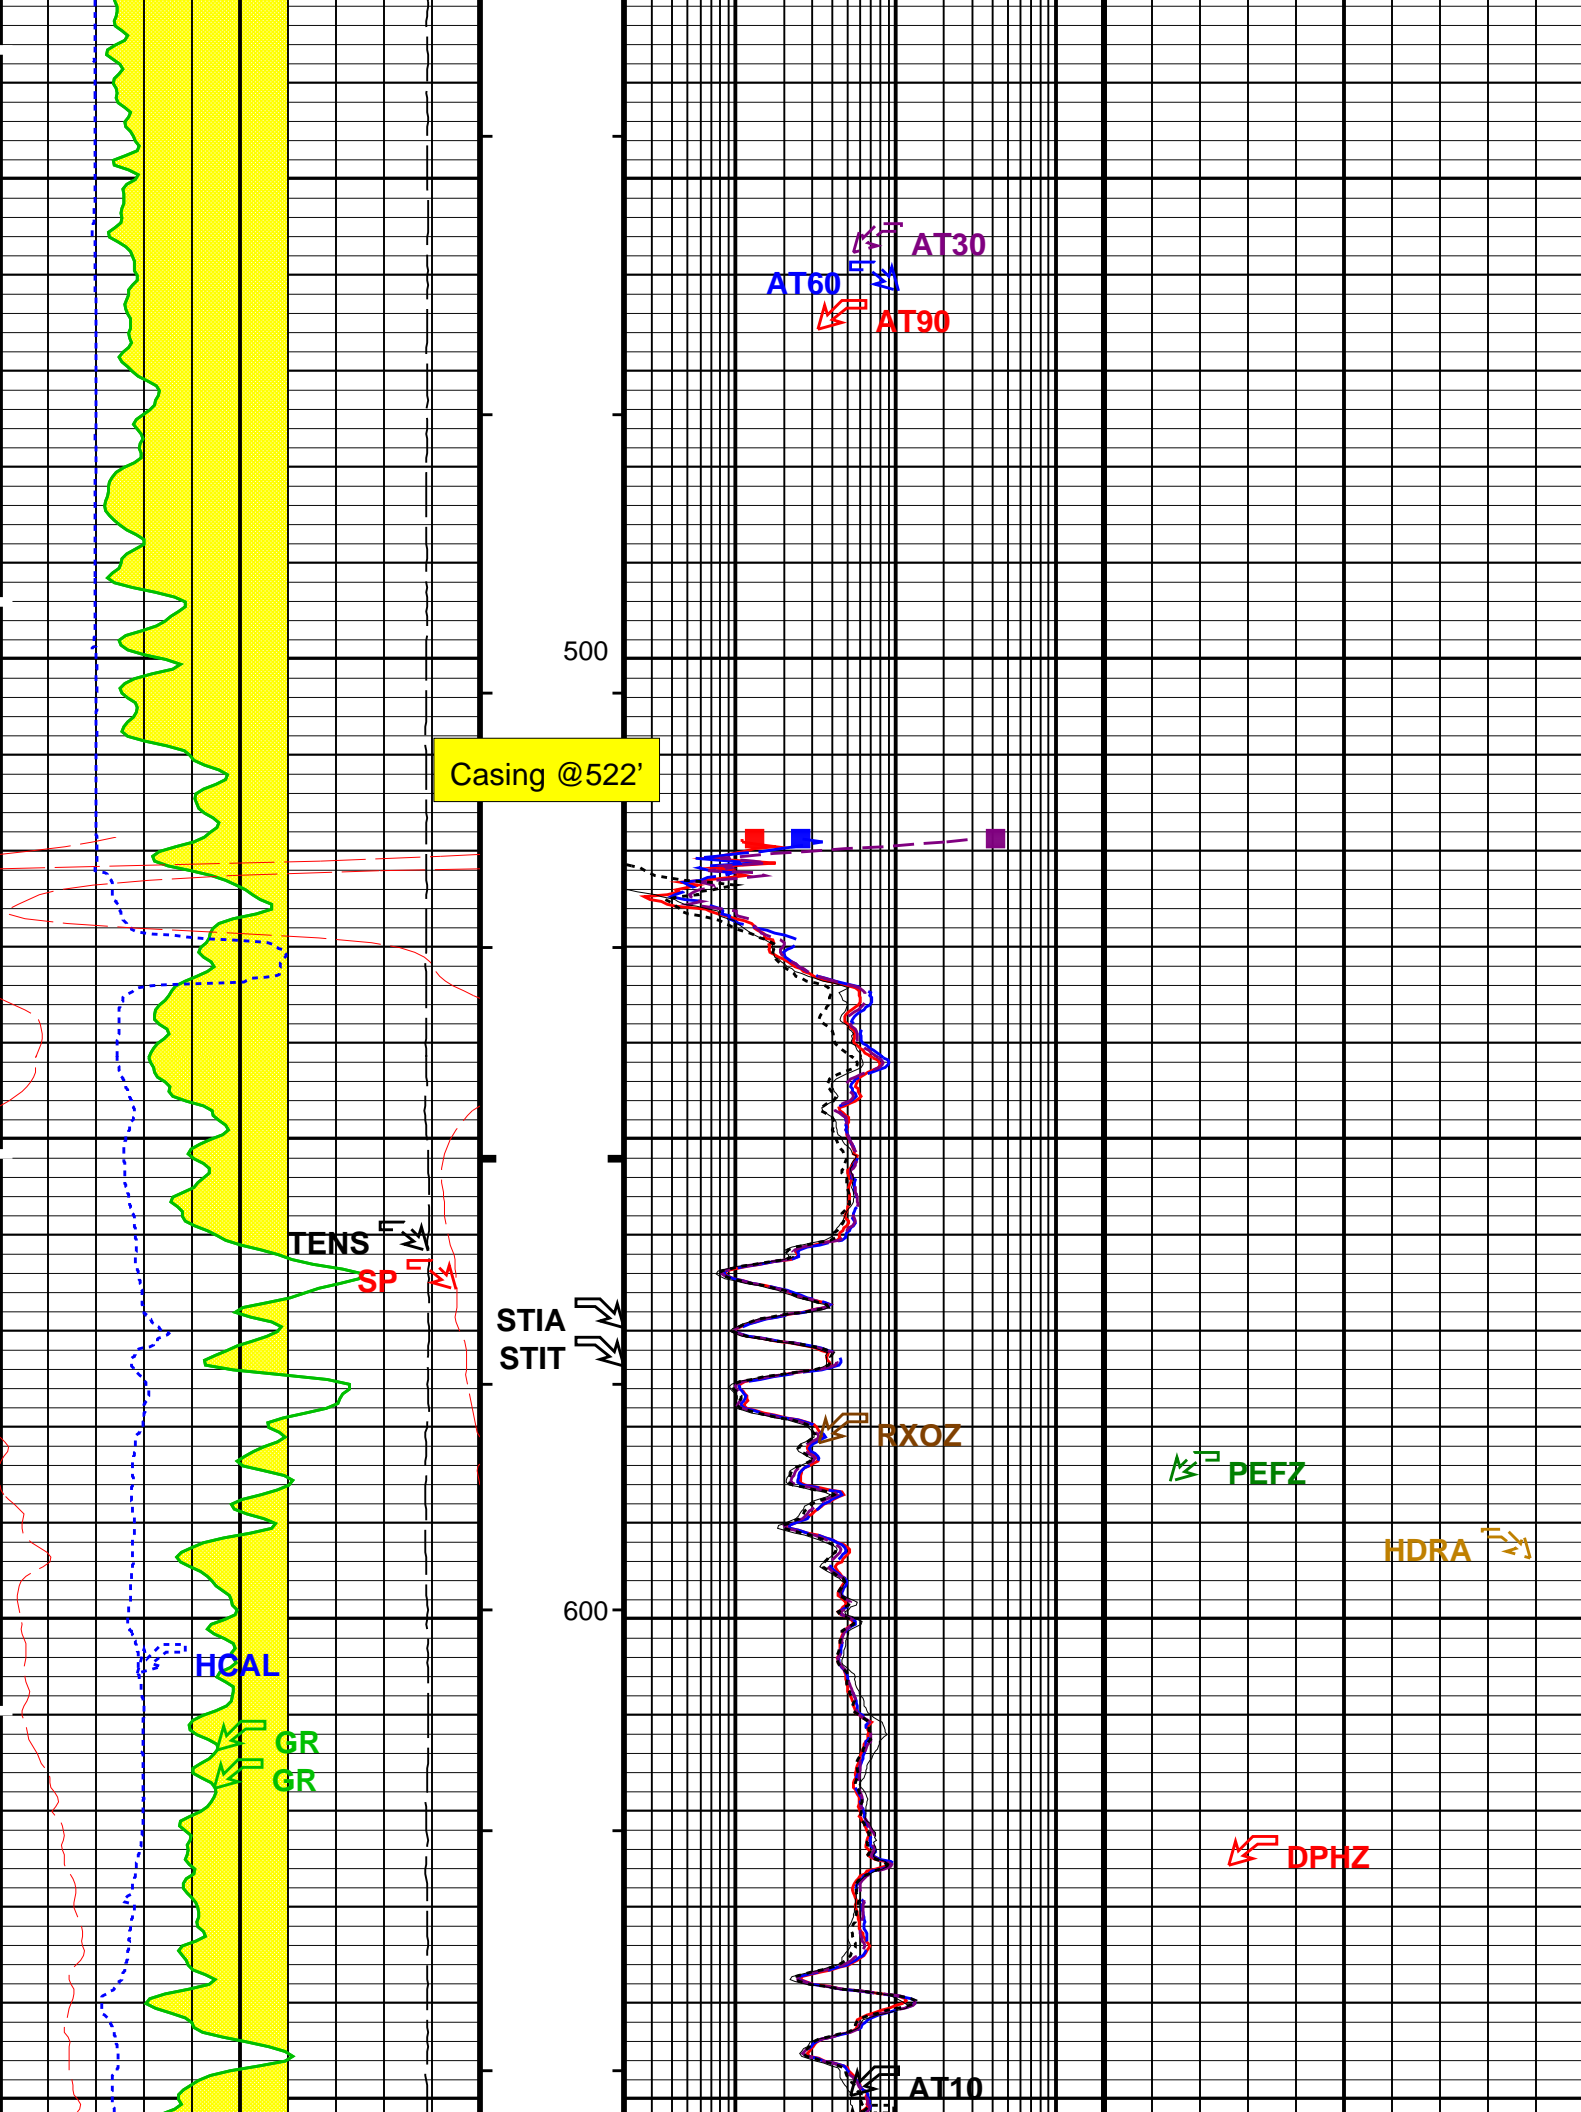 AT30
AT60
AT90
500
Casing @522’
TENS
SP
STIA
STIT
RXOZ
PEFZ
HDRA
600
HCAL
GR
GR
DPHZ
AT10